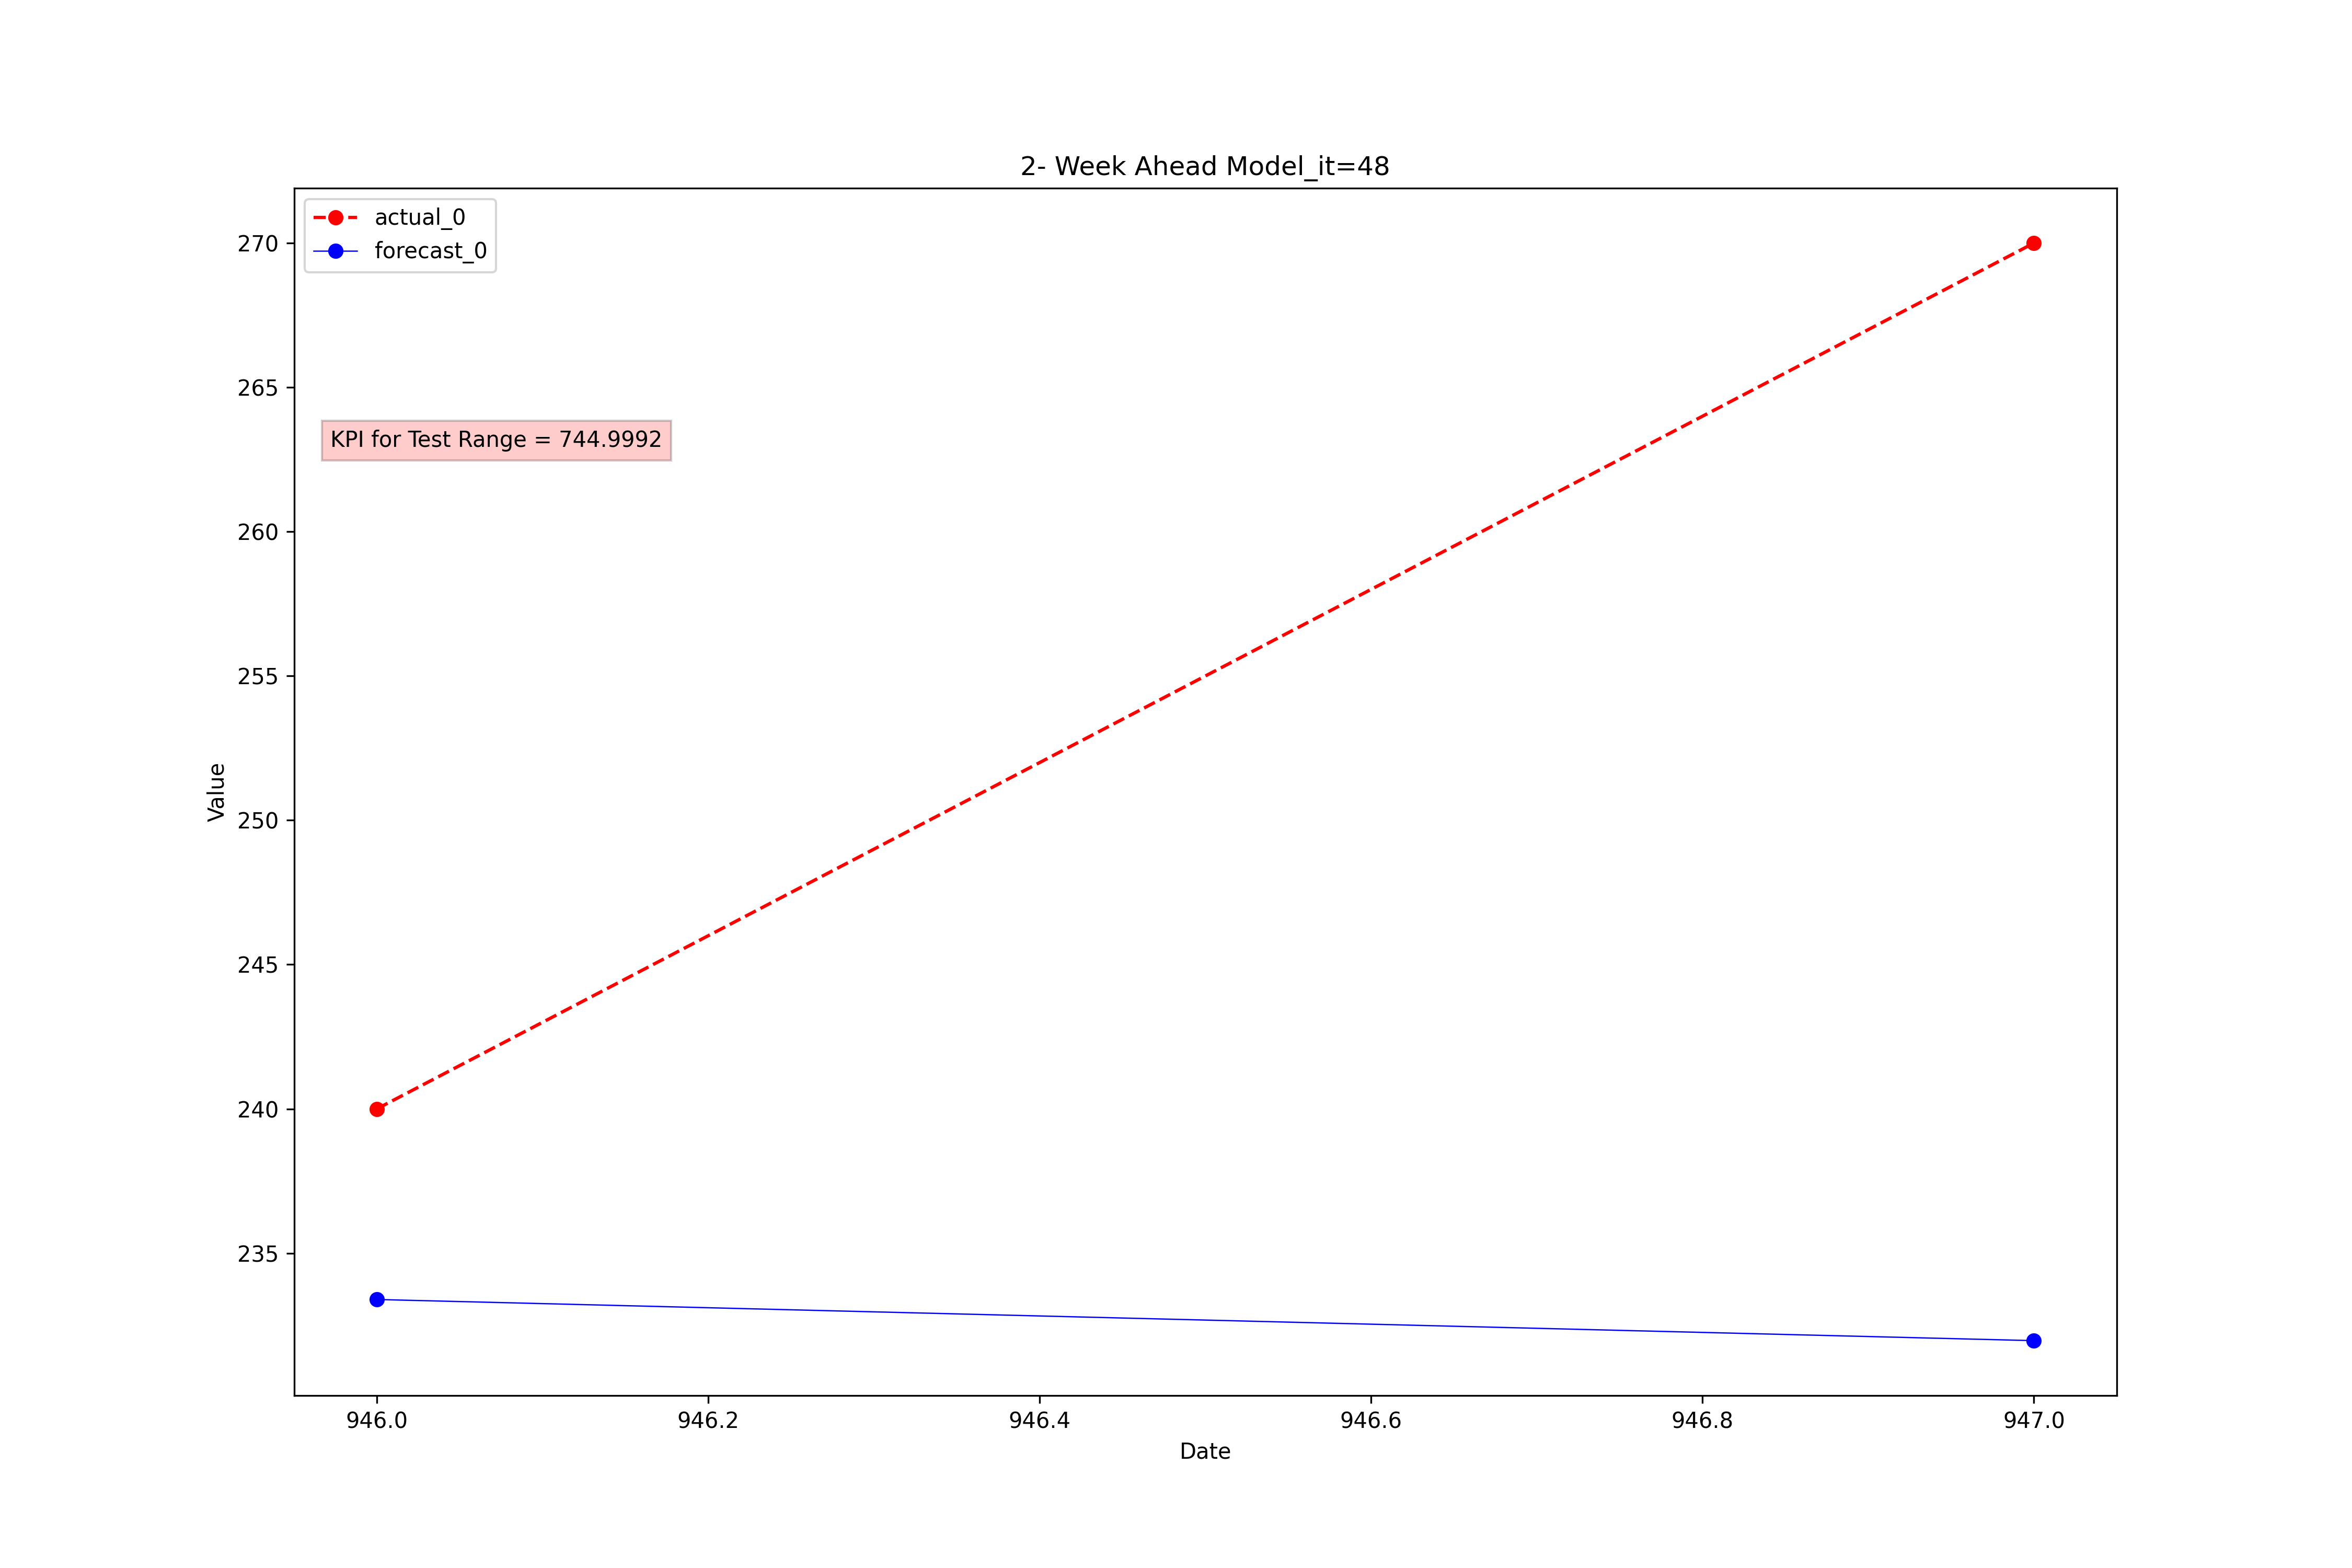 2- Week Ahead Model_it=48
actual_0
forecast_0
KPI for Test Range = 744.9992
270
265
260
255
250
245
240
235
Value
946.0 946.2 946.4 946.6 946.8 947.0
Date